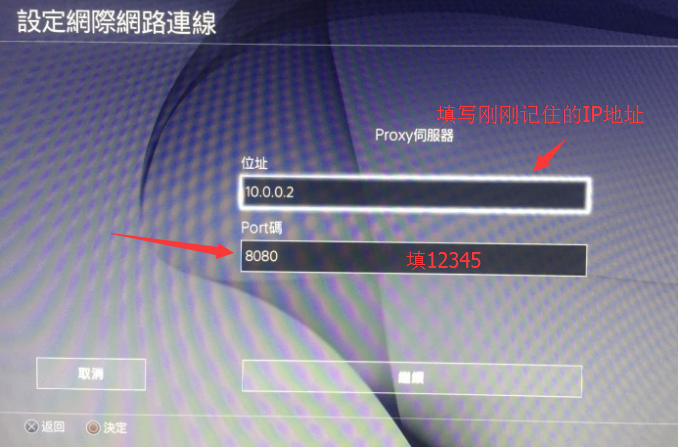 設定網際網路連線
填写刚刚记住的IP地址
Proxy伺服器
位址
10.0.0.2
Port碼
8080
填12345
取消
繼續
返回
決定